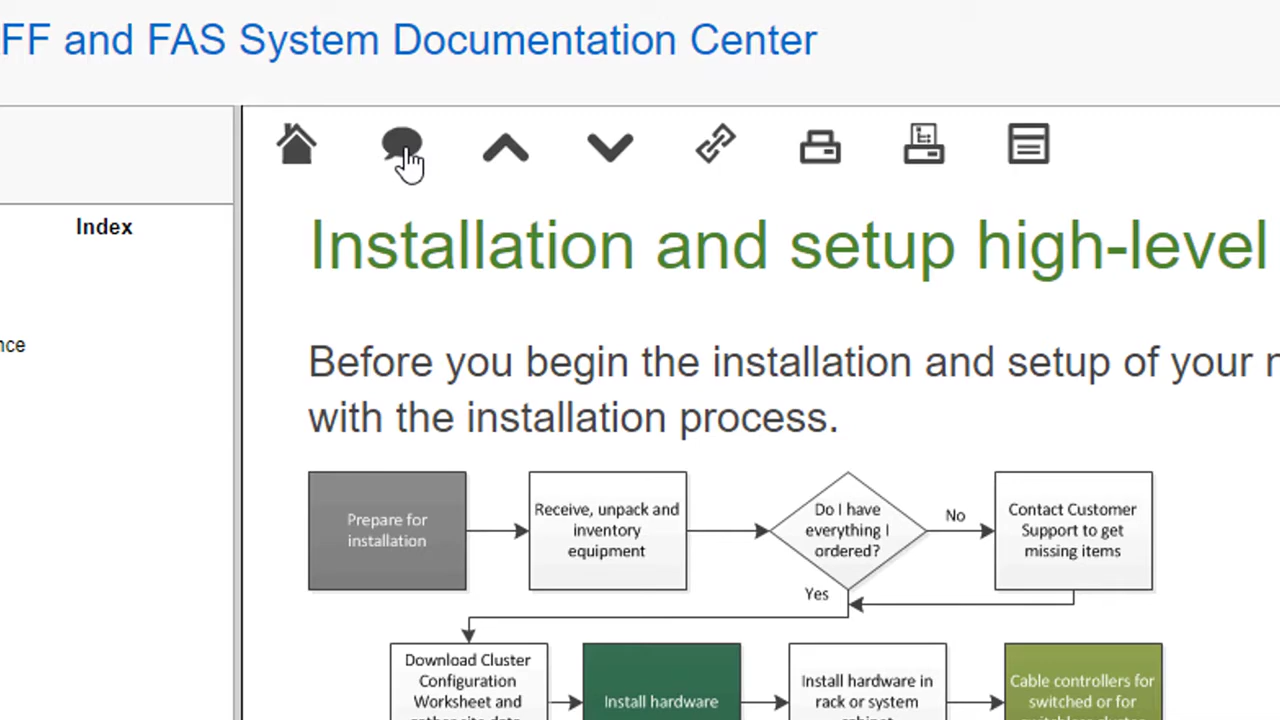 FF and FAS System Documentation Center
Index
nce
Installation and setup high-level
Before you begin the installation and setup of your
with the installation process.
Prepare for
installation
Receive, unpack and
inventory
equipment
Do I have
everything I
ordered?
No
Contact Customer
Support to get
missing items
Yes
Download Cluster
Configuration
Worksheet and
Install hardware
Install hardware in
rack or system
Cable controllers for
switched or for